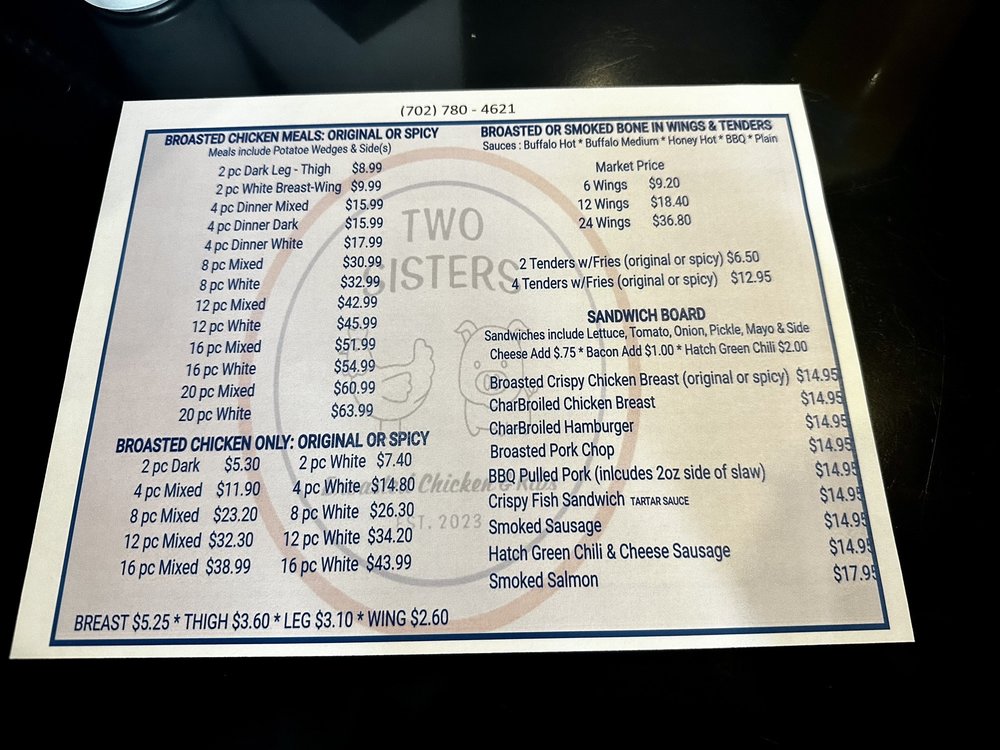 (702) 780 - 4621
BROASTED CHICKEN MEALS: ORIGINAL OR SPICY
Meals include Potatoe Wedges & Side(s)
2 pc Dark Leg - Thigh $8.99
2 pc White Breast-Wing $9.99
4 pc Dinner Mixed $15.99
4 pc Dinner Dark $15.99
4 pc Dinner White $17.99
8 pc Mixed $30.99
8 pc White $32.99
12 pc Mixed $42.99
12 pc White $45.99
16 pc Mixed $51.99
16 pc White $54.99
20 pc Mixed $60.99
20 pc White $63.99
BROASTED CHICKEN ONLY: ORIGINAL OR SPICY
2 pc Dark $5.30 2 pc White $7.40
4 pc Mixed $11.90 4 pc White $14.80
8 pc Mixed $23.20 8 pc White $26.30
12 pc Mixed $32.30 12 pc White $34.20
16 pc Mixed $38.99 16 pc White $43.99
BREAST $5.25 * THIGH $3.60 * LEG $3.10 * WING $2.60
BROASTED OR SMOKED BONE IN WINGS & TENDERS
Sauces : Buffalo Hot * Buffalo Medium * Honey Hot * BBQ * Plain
Market Price
6 Wings $9.20
12 Wings $18.40
24 Wings $36.80
2 Tenders w/Fries (original or spicy) $6.50
4 Tenders w/Fries (original or spicy) $12.95
SANDWICH BOARD
Sandwiches include Lettuce, Tomato, Onion, Pickle, Mayo & Side
Cheese Add $.75 * Bacon Add $1.00 * Hatch Green Chili $2.00
Broasted Crispy Chicken Breast (original or spicy) $14.95
CharBroiled Chicken Breast $14.95
CharBroiled Hamburger $14.95
Broasted Pork Chop $14.95
BBQ Pulled Pork (inlcudes 2oz side of slaw) $14.95
Crispy Fish Sandwich TARTAR SAUCE $14.95
Smoked Sausage $14.95
Hatch Green Chili & Cheese Sausage $14.95
Smoked Salmon $17.95
TWO
SISTERS
Chicken & Ribs
EST. 2023